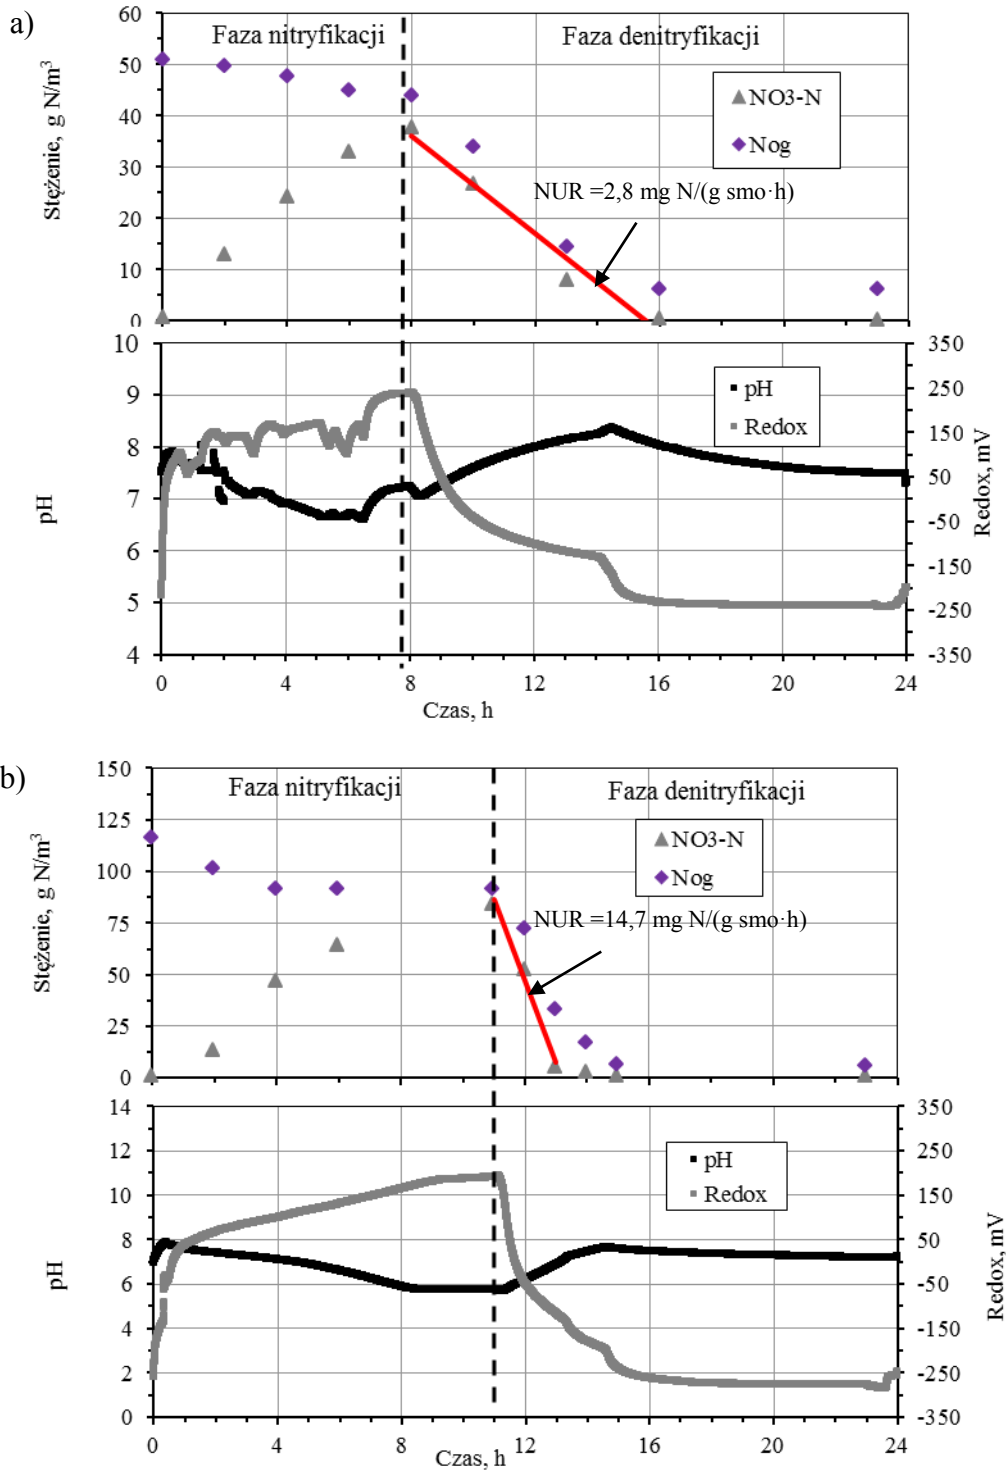 a)
Faza nitryfikacji Faza denitryfikacji
Stężenie, g N/m³
60
50
40
30
20
10
0
NO3-N
Nog
NUR =2,8 mg N/(g smo·h)
pH
10
9
8
7
6
5
4
pH
Redox
350
250
150
50
-50
-150
-250
-350
Redox, mV
0 4 8 12 16 20 24
Czas, h
b)
Faza nitryfikacji Faza denitryfikacji
Stężenie, g N/m³
150
125
100
75
50
25
0
NO3-N
Nog
NUR =14,7 mg N/(g smo·h)
pH
14
12
10
8
6
4
2
0
pH
Redox
350
250
150
50
-50
-150
-250
-350
Redox, mV
0 4 8 12 16 20 24
Czas, h